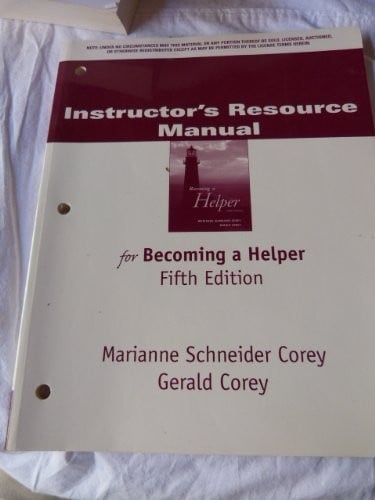 NOTE: UNDER NO CIRCUMSTANCES MAY THIS MATERIAL OR ANY PORTION THEREOF BE SOLD, LICENSED, AUCTIONED,
OR OTHERWISE REDISTRIBUTED EXCEPT AS MAY BE PERMITTED BY THE LICENSE TERMS HEREIN.
Instructor's Resource
Manual
Becoming a
Helper
for Becoming a Helper
Fifth Edition
Marianne Schneider Corey
Gerald Corey